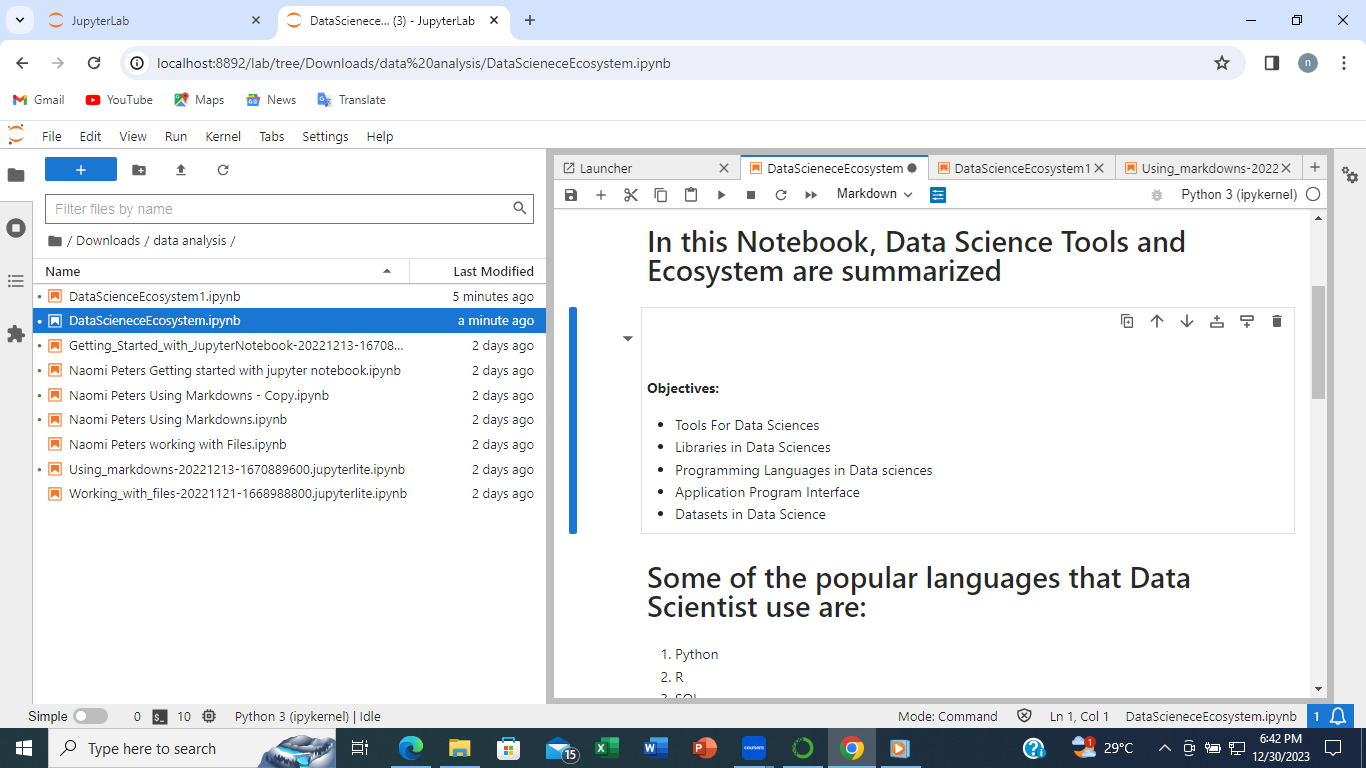 JupyterLab
DataScienece... (3) - JupyterLab
localhost:8892/lab/tree/Downloads/data%20analysis/DataScieneceEcosystem.ipynb
n
Gmail YouTube Maps News Translate
File Edit View Run Kernel Tabs Settings Help
Filter files by name
/ Downloads / data analysis /
Name Last Modified
DataScienceEcosystem1.ipynb 5 minutes ago
DataScieneceEcosystem.ipynb a minute ago
Getting_Started_with_JupyterNotebook-20221213-16708... 2 days ago
Naomi Peters Getting started with jupyter notebook.ipynb 2 days ago
Naomi Peters Using Markdowns - Copy.ipynb 2 days ago
Naomi Peters Using Markdowns.ipynb 2 days ago
Naomi Peters working with Files.ipynb 2 days ago
Using_markdowns-20221213-1670889600.jupyterlite.ipynb 2 days ago
Working_with_files-20221121-1668988800.jupyterlite.ipynb 2 days ago
Launcher DataScieneceEcosystem DataScienceEcosystem1 Using_markdowns-2022
Markdown Python 3 (ipykernel)
In this Notebook, Data Science Tools and
Ecosystem are summarized
Objectives:
• Tools For Data Sciences
• Libraries in Data Sciences
• Programming Languages in Data sciences
• Application Program Interface
• Datasets in Data Science
Some of the popular languages that Data
Scientist use are:
1. Python
2. R
3. SQL
Simple 0 10 Python 3 (ipykernel) | Idle Mode: Command Ln 1, Col 1 DataScieneceEcosystem.ipynb 1
Type here to search 15 coursera 1 29°C 6:42 PM
12/30/2023